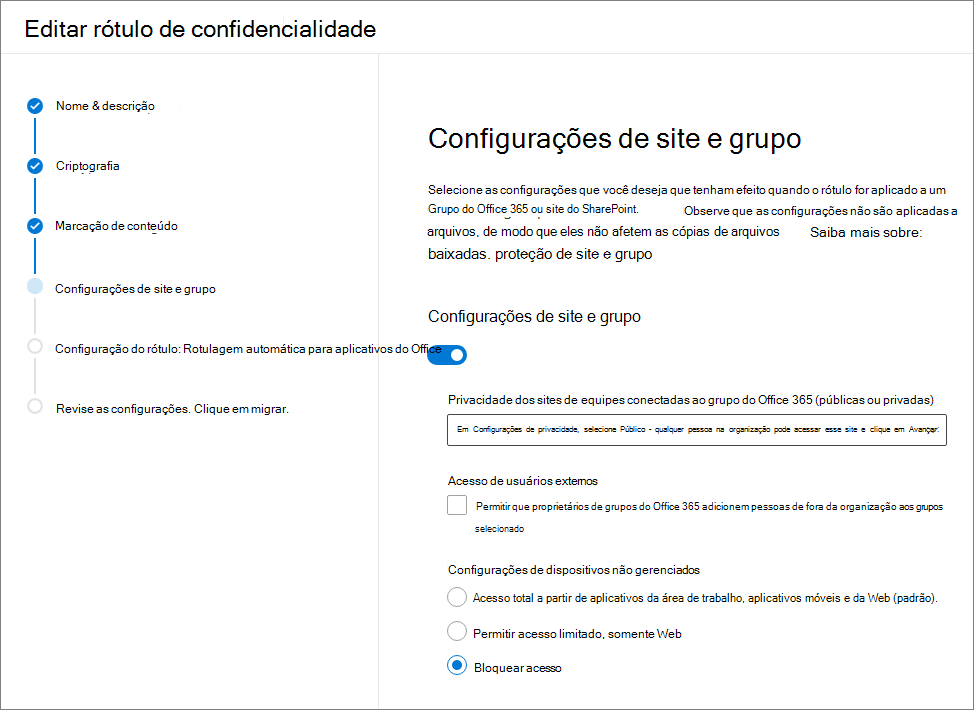 Editar rótulo de confidencialidade
Nome & descrição
Criptografia
Marcação de conteúdo
Configurações de site e grupo
Configuração do rótulo: Rotulagem automática para aplicativos do Office
Revise as configurações. Clique em migrar.
Configurações de site e grupo
Selecione as configurações que você deseja que tenham efeito quando o rótulo for aplicado a um
Grupo do Office 365 ou site do SharePoint. Observe que as configurações não são aplicadas a
arquivos, de modo que eles não afetem as cópias de arquivos Saiba mais sobre:
baixadas. proteção de site e grupo
Configurações de site e grupo
Privacidade dos sites de equipes conectadas ao grupo do Office 365 (públicas ou privadas)
Em Configurações de privacidade, selecione Público - qualquer pessoa na organização pode acessar esse site e clique em Avançar.
Acesso de usuários externos
Permitir que proprietários de grupos do Office 365 adicionem pessoas de fora da organização aos grupos
selecionado
Configurações de dispositivos não gerenciados
Acesso total a partir de aplicativos da área de trabalho, aplicativos móveis e da Web (padrão).
Permitir acesso limitado, somente Web
Bloquear acesso